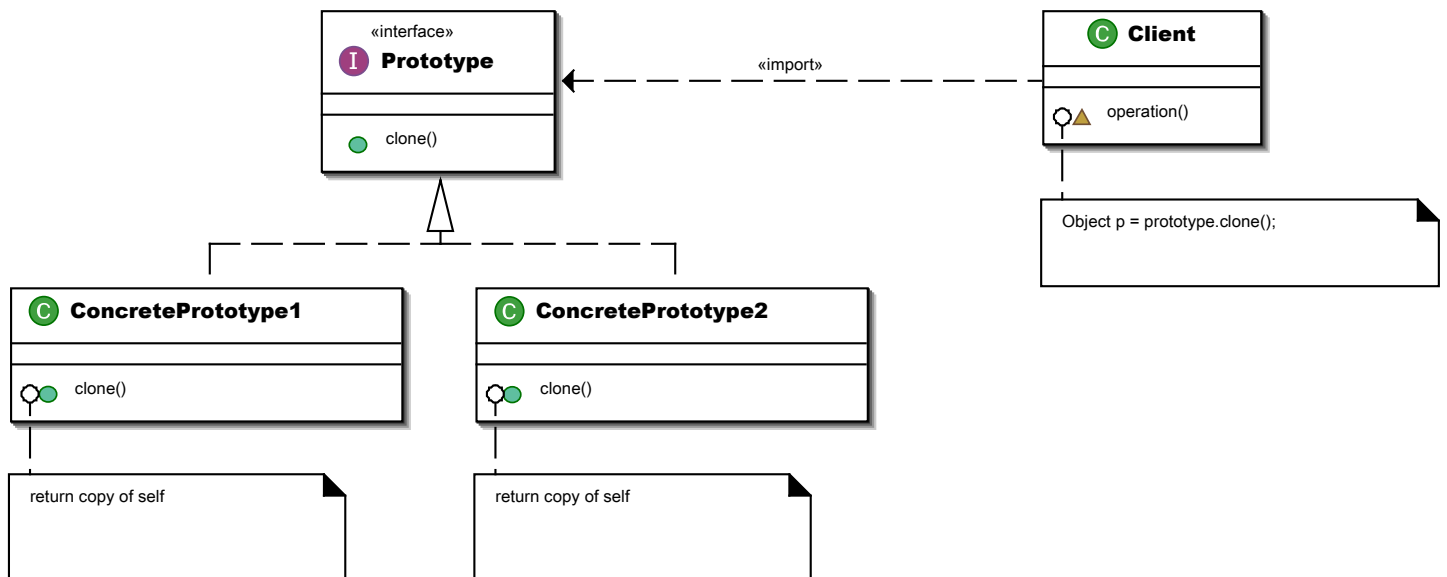 «interface»
I Prototype
clone()
«import»
C Client
operation()
Object p = prototype.clone();
C ConcretePrototype1
clone()
return copy of self
C ConcretePrototype2
clone()
return copy of self